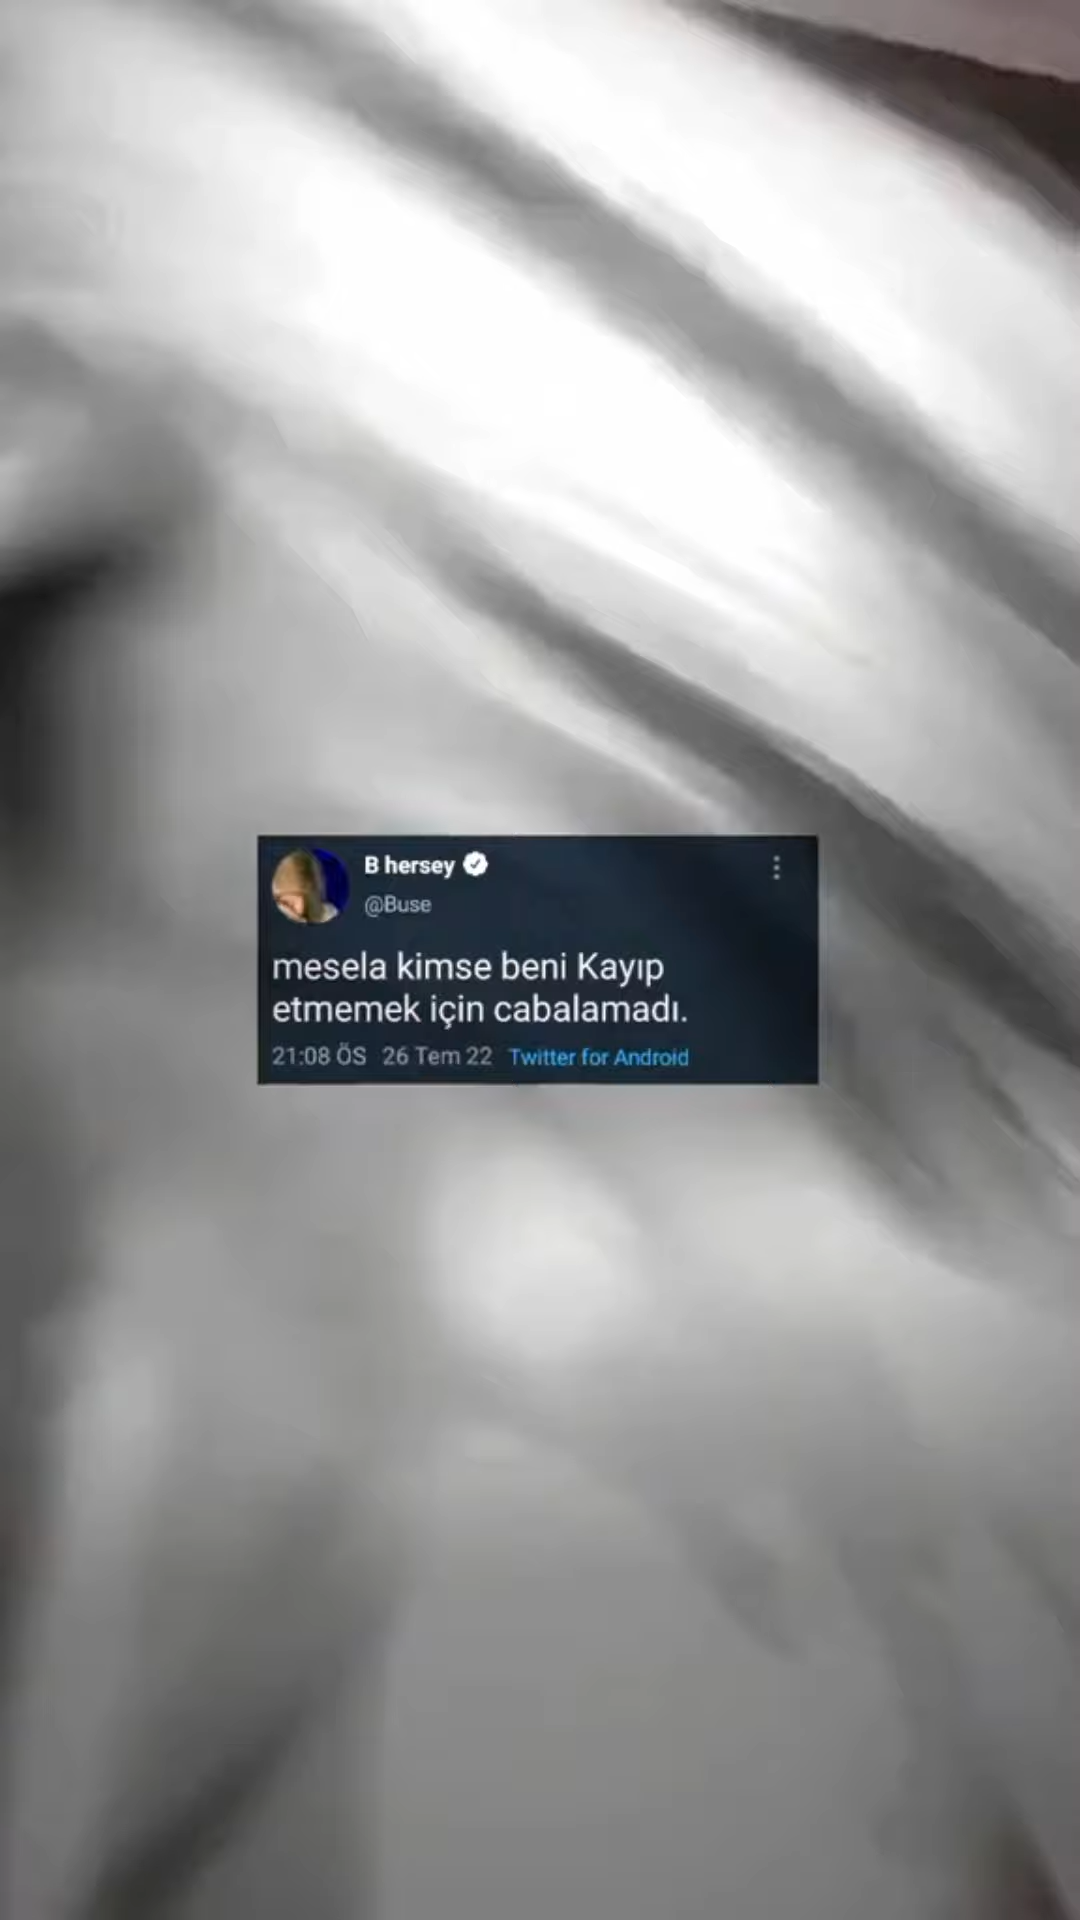 B hersey
@Buse
mesela kimse beni Kayıp
etmemek için cabalamadı.
21:08 ÖS 26 Tem 22 Twitter for Android